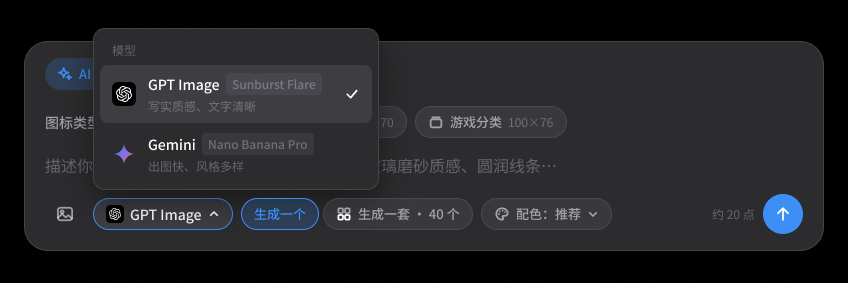 模型
AI
GPT Image Sunburst Flare
写实质感、文字清晰
图标类型
70
游戏分类 100×76
Gemini Nano Banana Pro
出图快、风格多样
描述你
磨砂质感、圆润线条…
GPT Image
生成一个
生成一套 • 40 个
配色：推荐
约 20 点